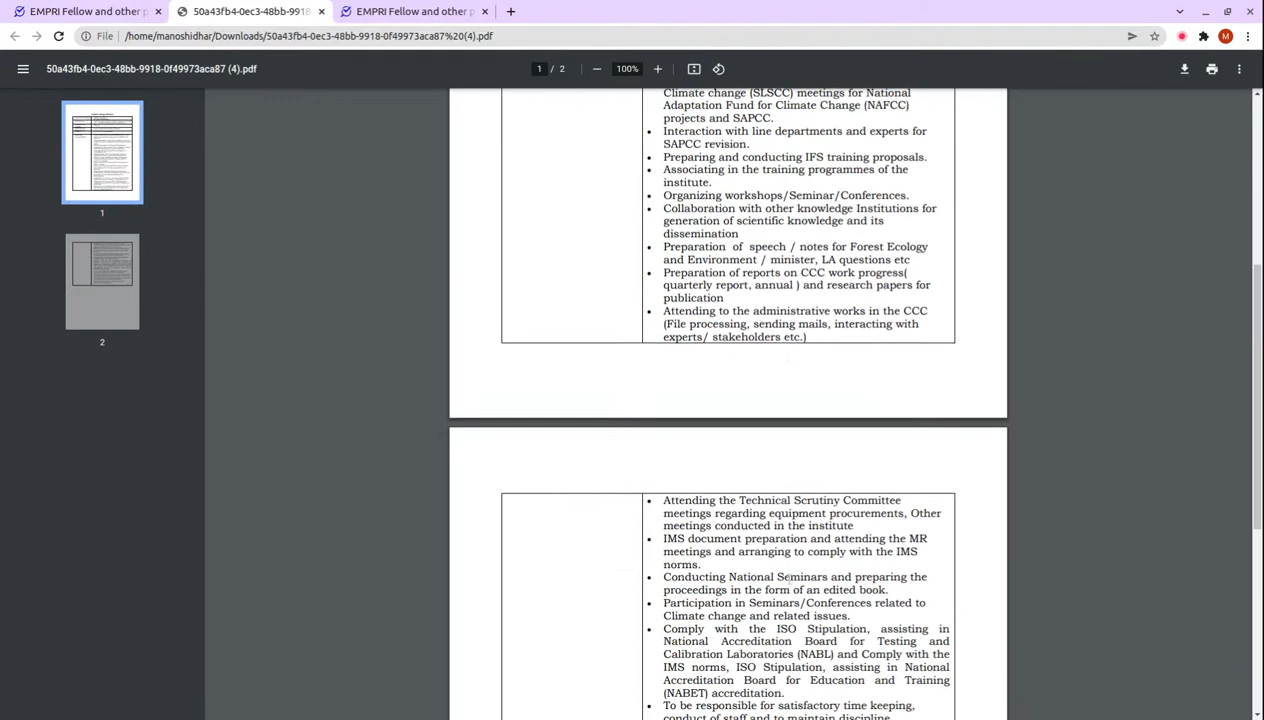 EMPRI Fellow and other p
50a43fb4-0ec3-48bb-9918
EMPRI Fellow and other p
File
/home/manoshidhar/Downloads/50a43fb4-0ec3-48bb-9918-0f49973aca87%20(4).pdf
M
50a43fb4-0ec3-48bb-9918-0f49973aca87 (4).pdf
1 / 2
100%
1
2
Climate change (SLSCC) meetings for National
Adaptation Fund for Climate Change (NAFCC)
projects and SAPCC.
• Interaction with line departments and experts for
SAPCC revision.
• Preparing and conducting IFS training proposals.
• Associating in the training programmes of the
institute.
• Organizing workshops/Seminar/Conferences.
• Collaboration with other knowledge Institutions for
generation of scientific knowledge and its
dissemination
• Preparation of speech / notes for Forest Ecology
and Environment / minister, LA questions etc
• Preparation of reports on CCC work progress(
quarterly report, annual ) and research papers for
publication
• Attending to the administrative works in the CCC
(File processing, sending mails, interacting with
experts/ stakeholders etc.)
• Attending the Technical Scrutiny Committee
meetings regarding equipment procurements, Other
meetings conducted in the institute
• IMS document preparation and attending the MR
meetings and arranging to comply with the IMS
norms.
• Conducting National Seminars and preparing the
proceedings in the form of an edited book.
• Participation in Seminars/Conferences related to
Climate change and related issues.
• Comply with the ISO Stipulation, assisting in
National Accreditation Board for Testing and
Calibration Laboratories (NABL) and Comply with the
IMS norms, ISO Stipulation, assisting in National
Accreditation Board for Education and Training
(NABET) accreditation.
• To be responsible for satisfactory time keeping,
conduct of staff and to maintain discipline